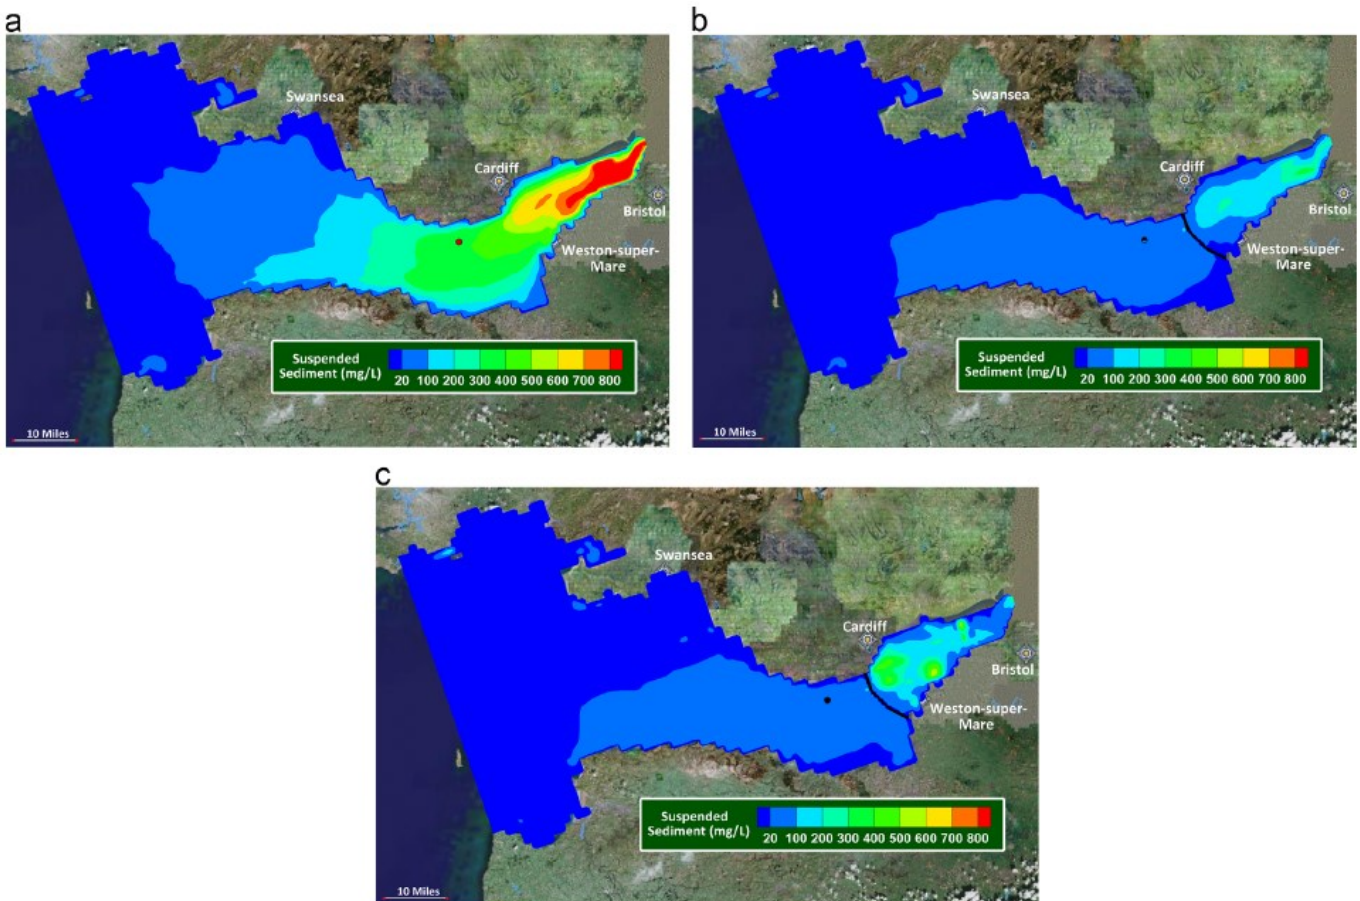 a
Swansea
Cardiff
Bristol
Weston-super-
Mare
Suspended
Sediment (mg/L)
20 100 200 300 400 500 600 700 800
10 Miles
b
Swansea
Cardiff
Bristol
Weston-super-
Mare
Suspended
Sediment (mg/L)
20 100 200 300 400 500 600 700 800
10 Miles
c
Swansea
Cardiff
Bristol
Weston-super-
Mare
Suspended
Sediment (mg/L)
20 100 200 300 400 500 600 700 800
10 Miles